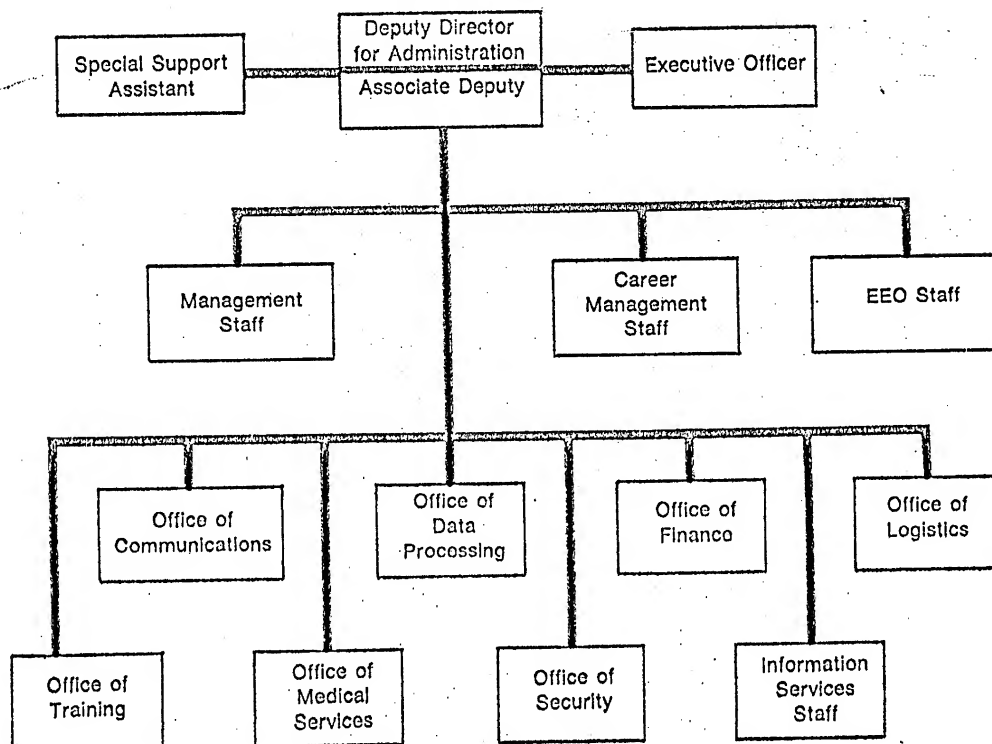 Special Support
Assistant
Deputy Director
for Administration
Associate Deputy
Executive Officer
Management
Staff
Career
Management
Staff
EEO Staff
Office of
Communications
Office of
Data
Processing
Office of
Financo
Office of
Logistics
Office of
Training
Office of
Medical
Services
Office of
Security
Information
Services
Staff